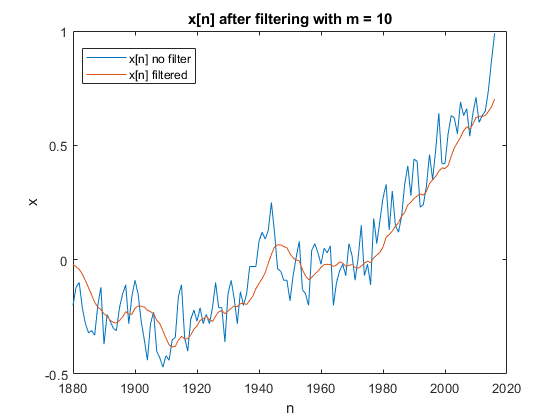 x[n] after filtering with m = 10
x[n] no filter
x[n] filtered
1
0.5
0
-0.5
x
1880
1900
1920
1940
1960
1980
2000
2020
n